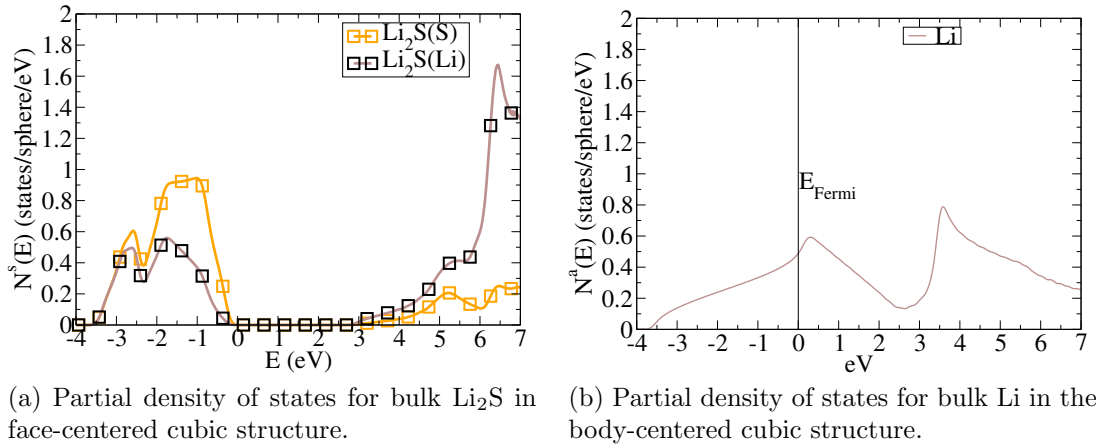 2
1.8
1.6
1.4
1.2
1
0.8
0.6
0.4
0.2
0
N^s(E) (states/sphere/eV)
Li₂S(S)
Li₂S(Li)
-4 -3 -2 -1 0 1 2 3 4 5 6 7
E (eV)
(a) Partial density of states for bulk Li₂S in
face-centered cubic structure.
2
1.8
1.6
1.4
1.2
1
0.8
0.6
0.4
0.2
0
N^a(E) (states/sphere/eV)
Li
E_Fermi
-4 -3 -2 -1 0 1 2 3 4 5 6 7
eV
(b) Partial density of states for bulk Li in the
body-centered cubic structure.